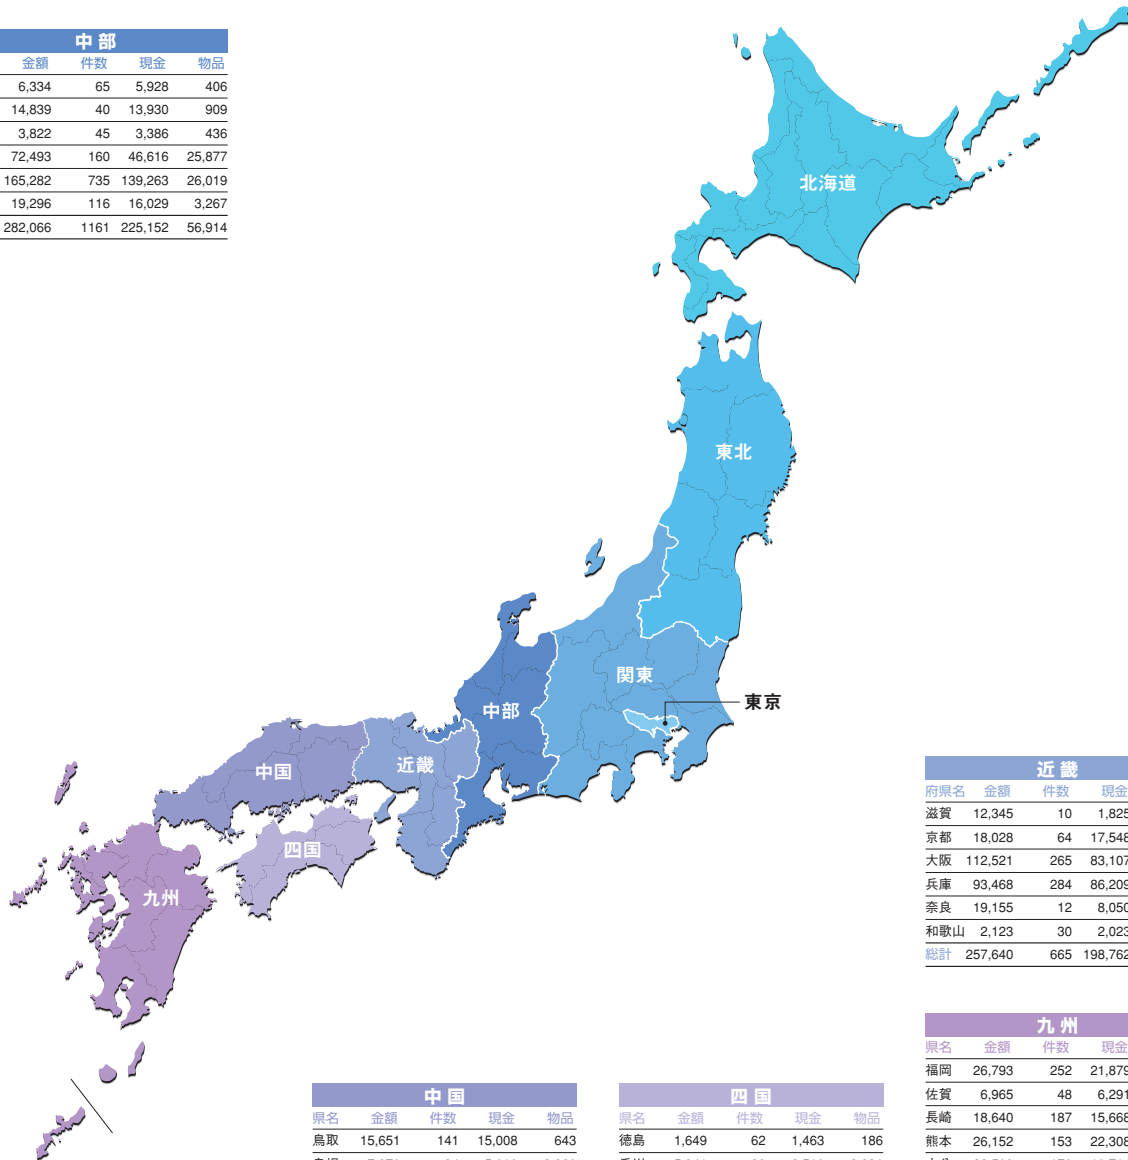 中部
金額 件数 現金 物品
6,334 65 5,928 406
14,839 40 13,930 909
3,822 45 3,386 436
72,493 160 46,616 25,877
165,282 735 139,263 26,019
19,296 116 16,029 3,267
282,066 1161 225,152 56,914
北海道
東北
関東
東京
中部
近畿
中国
四国
九州
近畿
府県名 金額 件数 現金
滋賀 12,345 10 1,825
京都 18,028 64 17,548
大阪 112,521 265 83,107
兵庫 93,468 284 86,209
奈良 19,155 12 8,050
和歌山 2,123 30 2,023
総計 257,640 665 198,762
九州
県名 金額 件数 現金
福岡 26,793 252 21,879
佐賀 6,965 48 6,291
長崎 18,640 187 15,668
熊本 26,152 153 22,308
中国
県名 金額 件数 現金 物品
鳥取 15,651 141 15,008 643
四国
県名 金額 件数 現金 物品
徳島 1,649 62 1,463 186